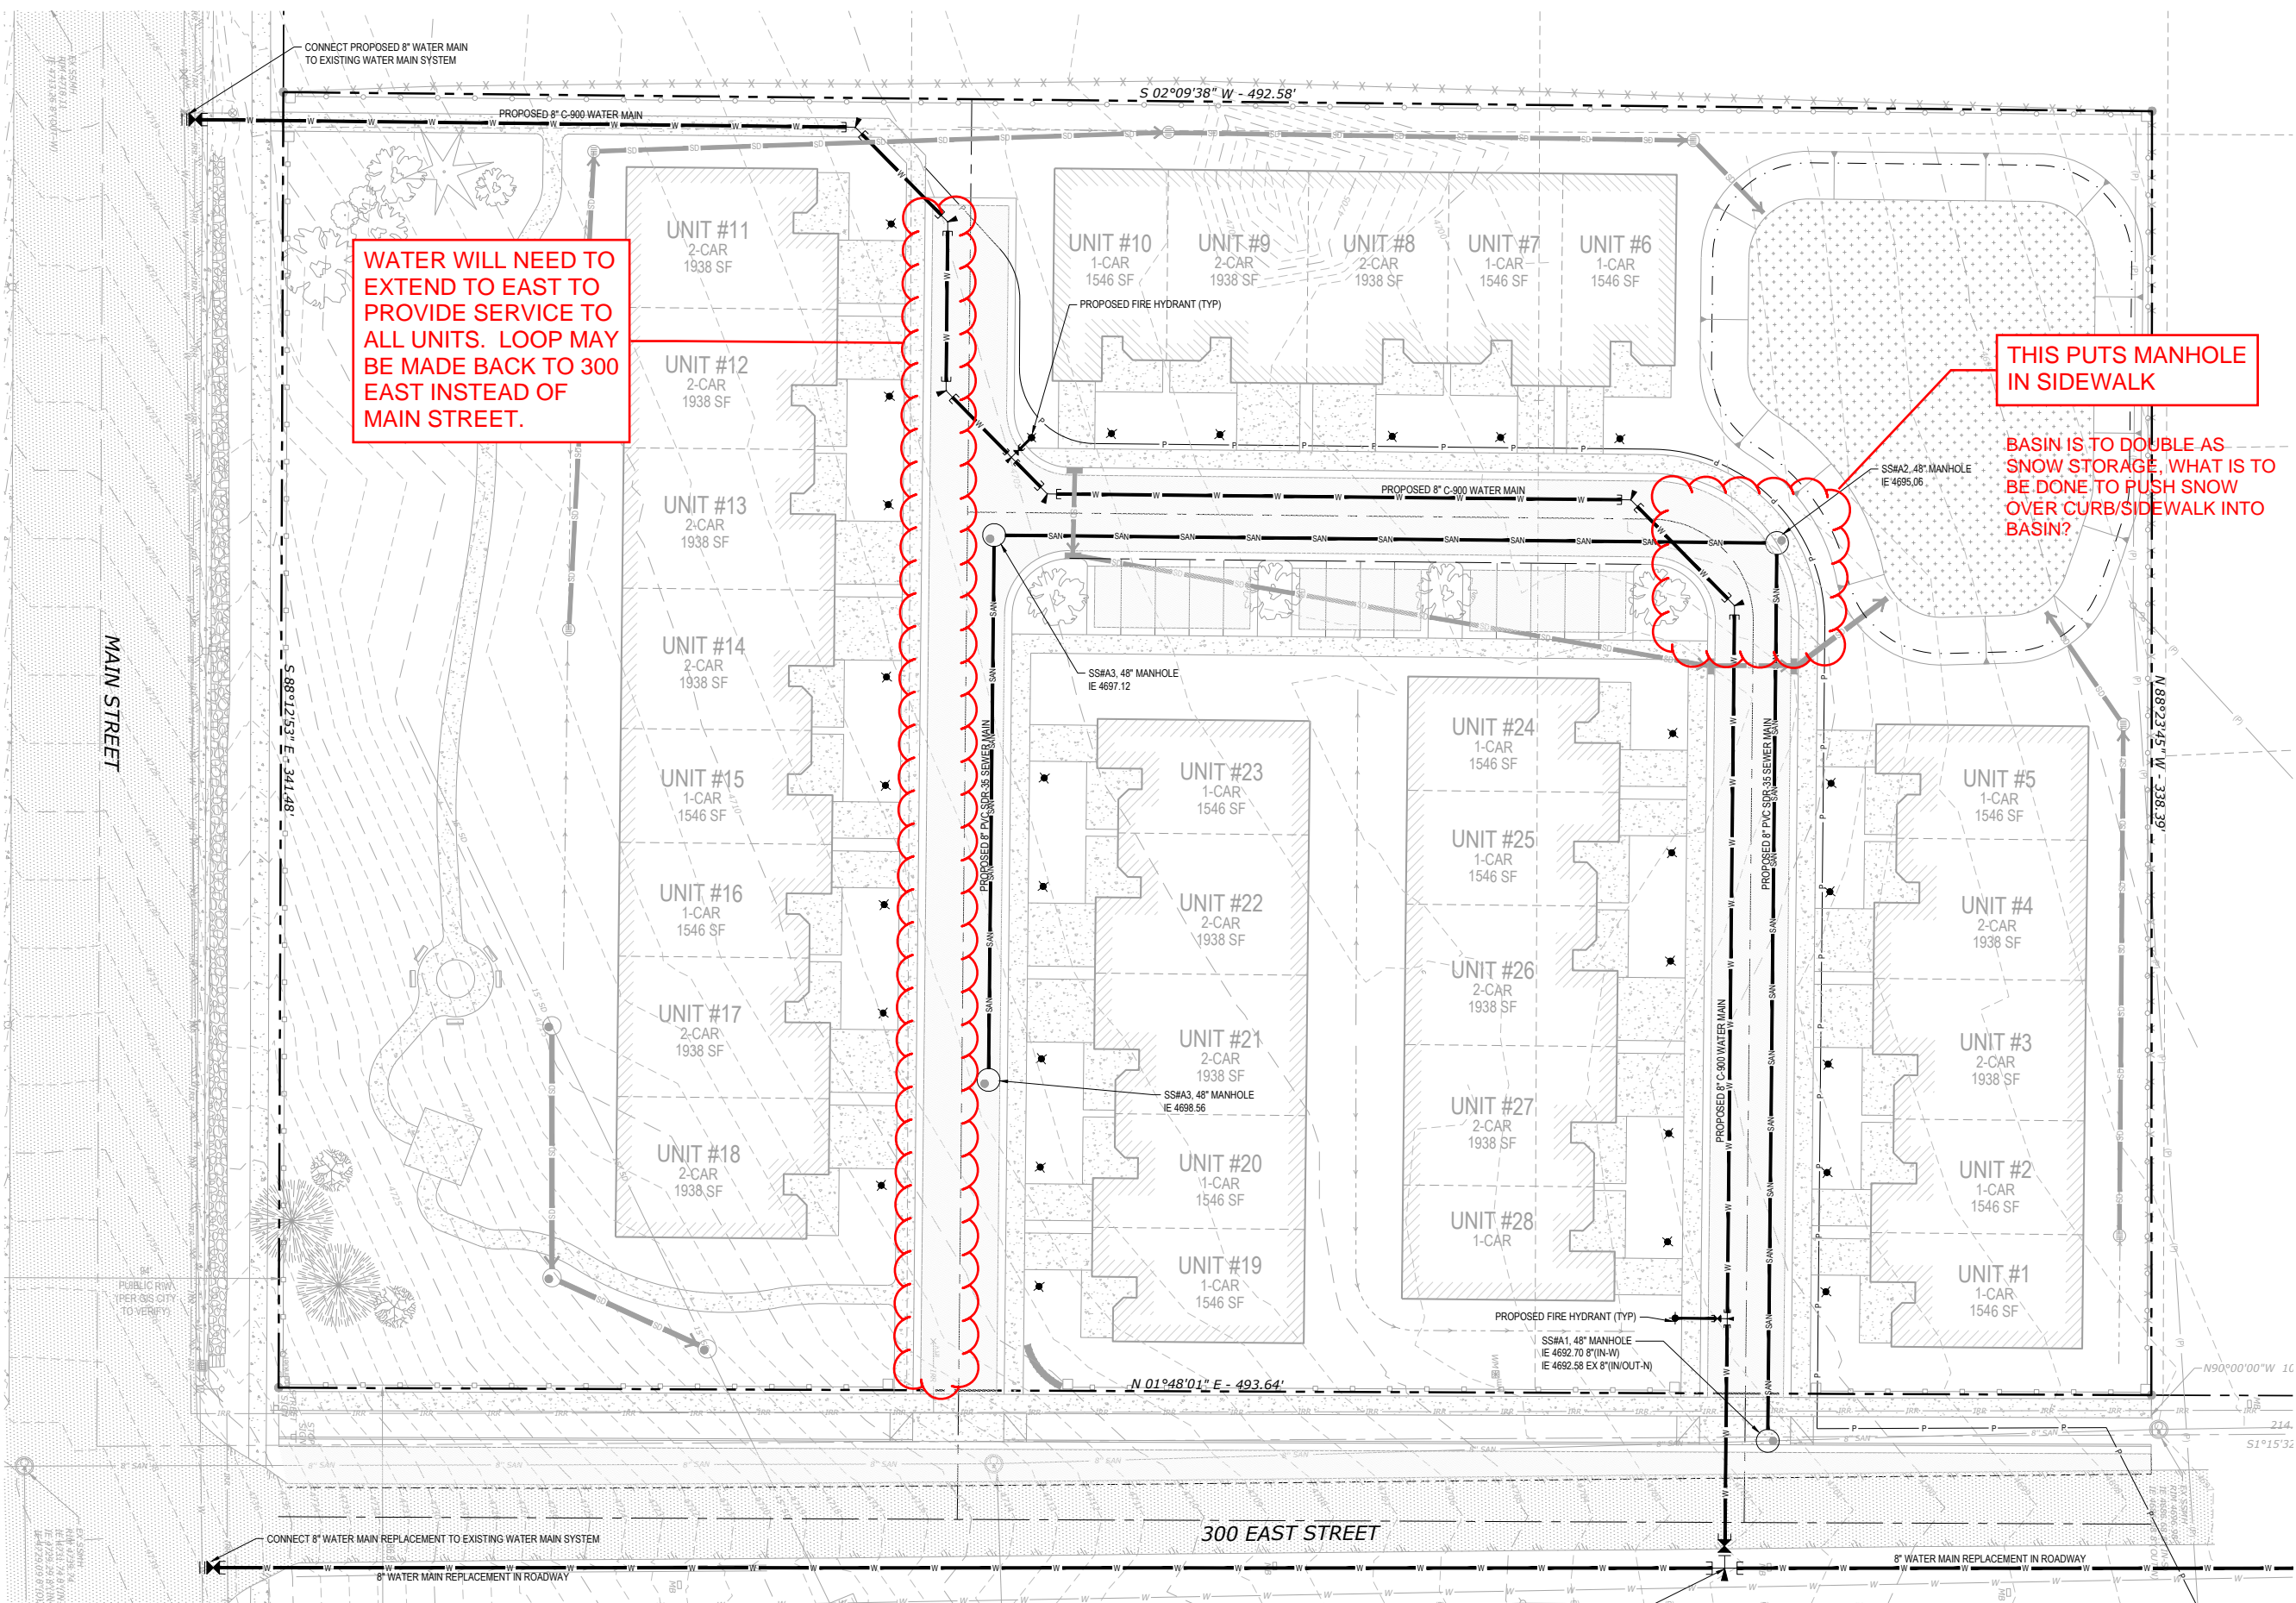 CONNECT PROPOSED 8" WATER MAIN
TO EXISTING WATER MAIN SYSTEM
PROPOSED 8" C-900 WATER MAIN
S 02°09'38" W - 492.58'
WATER WILL NEED TO
EXTEND TO EAST TO
PROVIDE SERVICE TO
ALL UNITS. LOOP MAY
BE MADE BACK TO 300
EAST INSTEAD OF
MAIN STREET.
THIS PUTS MANHOLE
IN SIDEWALK
BASIN IS TO DOUBLE AS
SNOW STORAGE, WHAT IS TO
BE DONE TO PUSH SNOW
OVER CURB/SIDEWALK INTO
BASIN?
UNIT #11
2-CAR
1938 SF
UNIT #12
2-CAR
1938 SF
UNIT #13
2-CAR
1938 SF
UNIT #14
2-CAR
1938 SF
UNIT #15
1-CAR
1546 SF
UNIT #16
1-CAR
1546 SF
UNIT #17
2-CAR
1938 SF
UNIT #18
2-CAR
1938 SF
UNIT #10
1-CAR
1546 SF
UNIT #9
2-CAR
1938 SF
UNIT #8
2-CAR
1938 SF
UNIT #7
1-CAR
1546 SF
UNIT #6
1-CAR
1546 SF
PROPOSED FIRE HYDRANT (TYP)
PROPOSED 8" C-900 WATER MAIN
SS#A2, 48" MANHOLE
IE 4695.06
SS#A3, 48" MANHOLE
IE 4697.12
PROPOSED 8" PVC SDR-35 SEWER MAIN
SS#A3, 48" MANHOLE
IE 4698.56
UNIT #23
1-CAR
1546 SF
UNIT #22
2-CAR
1938 SF
UNIT #21
2-CAR
1938 SF
UNIT #20
1-CAR
1546 SF
UNIT #19
1-CAR
1546 SF
UNIT #24
1-CAR
1546 SF
UNIT #25
1-CAR
1546 SF
UNIT #26
2-CAR
1938 SF
UNIT #27
2-CAR
1938 SF
UNIT #28
1-CAR
PROPOSED 8" PVC SDR-35 SEWER MAIN
PROPOSED 8" C-900 WATER MAIN
UNIT #5
1-CAR
1546 SF
UNIT #4
2-CAR
1938 SF
UNIT #3
2-CAR
1938 SF
UNIT #2
1-CAR
1546 SF
UNIT #1
1-CAR
1546 SF
MAIN STREET
S 88°12'53" E - 341.48'
N 88°23'45" W - 338.39'
94'
PUBLIC R\W
(PER GIS CITY
TO VERIFY)
PROPOSED FIRE HYDRANT (TYP)
SS#A1, 48" MANHOLE
IE 4692.70 8"(IN-W)
IE 4692.58 EX 8"(IN/OUT-N)
N 01°48'01" E - 493.64'
N90°00'00"W 10
214.
S1°15'32
300 EAST STREET
CONNECT 8" WATER MAIN REPLACEMENT TO EXISTING WATER MAIN SYSTEM
8" WATER MAIN REPLACEMENT IN ROADWAY
8" WATER MAIN REPLACEMENT IN ROADWAY